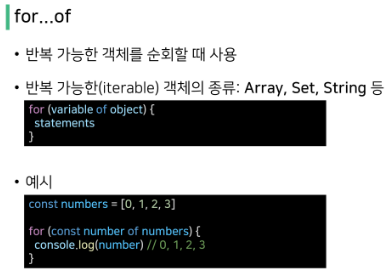 for...of
• 반복 가능한 객체를 순회할 때 사용
• 반복 가능한(iterable) 객체의 종류: Array, Set, String 등
for (variable of object) {
  statements
}
• 예시
const numbers = [0, 1, 2, 3]

for (const number of numbers) {
  console.log(number) // 0, 1, 2, 3
}